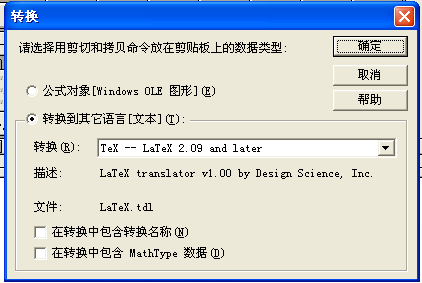 转换
请选择用剪切和拷贝命令放在剪贴板上的数据类型:
确定
取消
帮助
公式对象[Windows OLE 图形](E)
转换到其它语言[文本](T):
转换(R): TeX -- LaTeX 2.09 and later
描述: LaTeX translator v1.00 by Design Science, Inc.
文件: LaTeX.tdl
在转换中包含转换名称(N)
在转换中包含 MathType 数据(D)